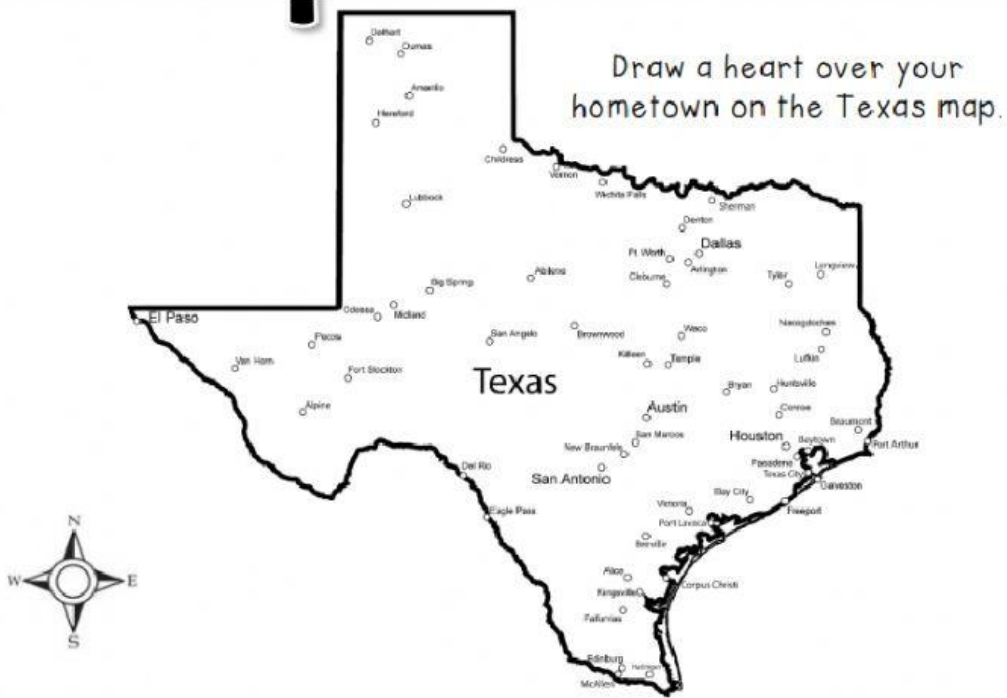 Draw a heart over your
hometown on the Texas map.
Dalhart
Dumas
Amarillo
Hereford
Childress
Vernon
Wichita Falls
Lubbock
Sherman
Denton
Dallas
Ft. Worth
Arlington
Cleburne
Tyler
Longview
Abilene
Big Spring
Odessa
Midland
El Paso
Pecos
San Angelo
Brownwood
Waco
Nacogdoches
Lufkin
Van Horn
Fort Stockton
Killeen
Temple
Texas
Bryan
Huntsville
Alpine
Austin
Conroe
Beaumont
Houston
Baytown
Port Arthur
San Marcos
New Braunfels
Pasadena
Texas City
Galveston
Del Rio
San Antonio
Bay City
Freeport
Eagle Pass
Victoria
Port Lavaca
Beeville
Alice
Corpus Christi
Kingsville
Falfurrias
Edinburg
Harlingen
McAllen
N
W
E
S